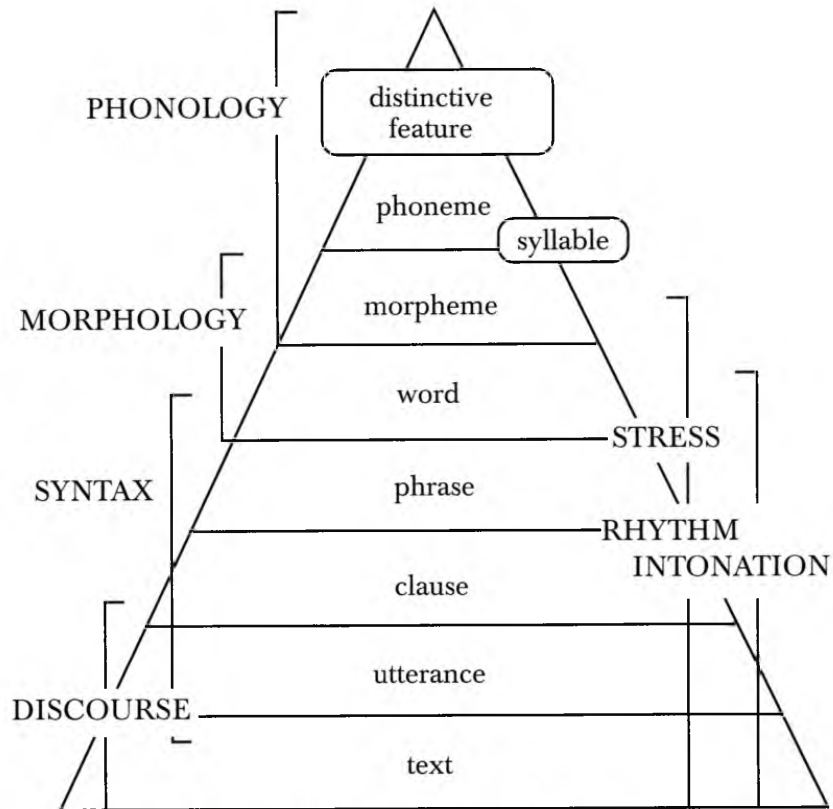 distinctive
feature
PHONOLOGY
phoneme
syllable
morpheme
MORPHOLOGY
word
STRESS
phrase
SYNTAX
RHYTHM
INTONATION
clause
utterance
DISCOURSE
text